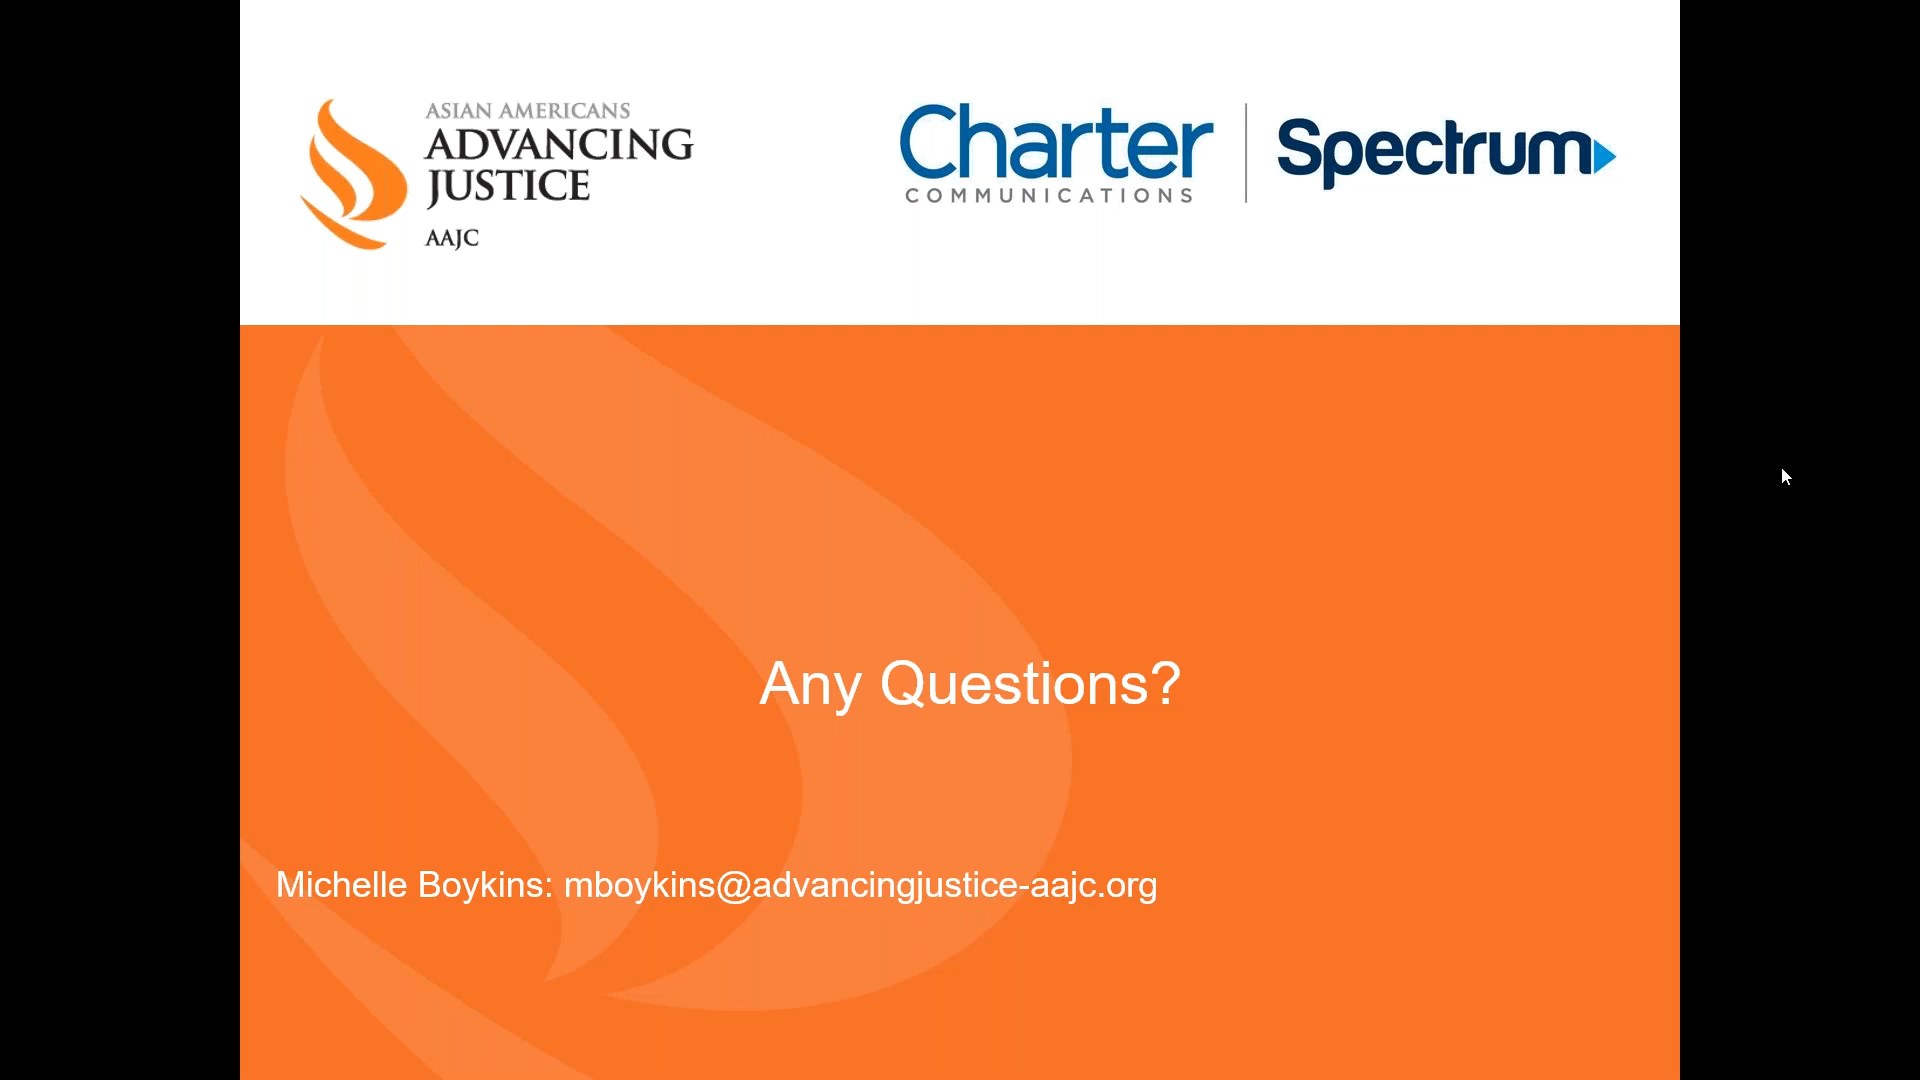 ASIAN AMERICANS
ADVANCING
JUSTICE
AAJC
Charter
COMMUNICATIONS
Spectrum
Any Questions?
Michelle Boykins: mboykins@advancingjustice-aajc.org